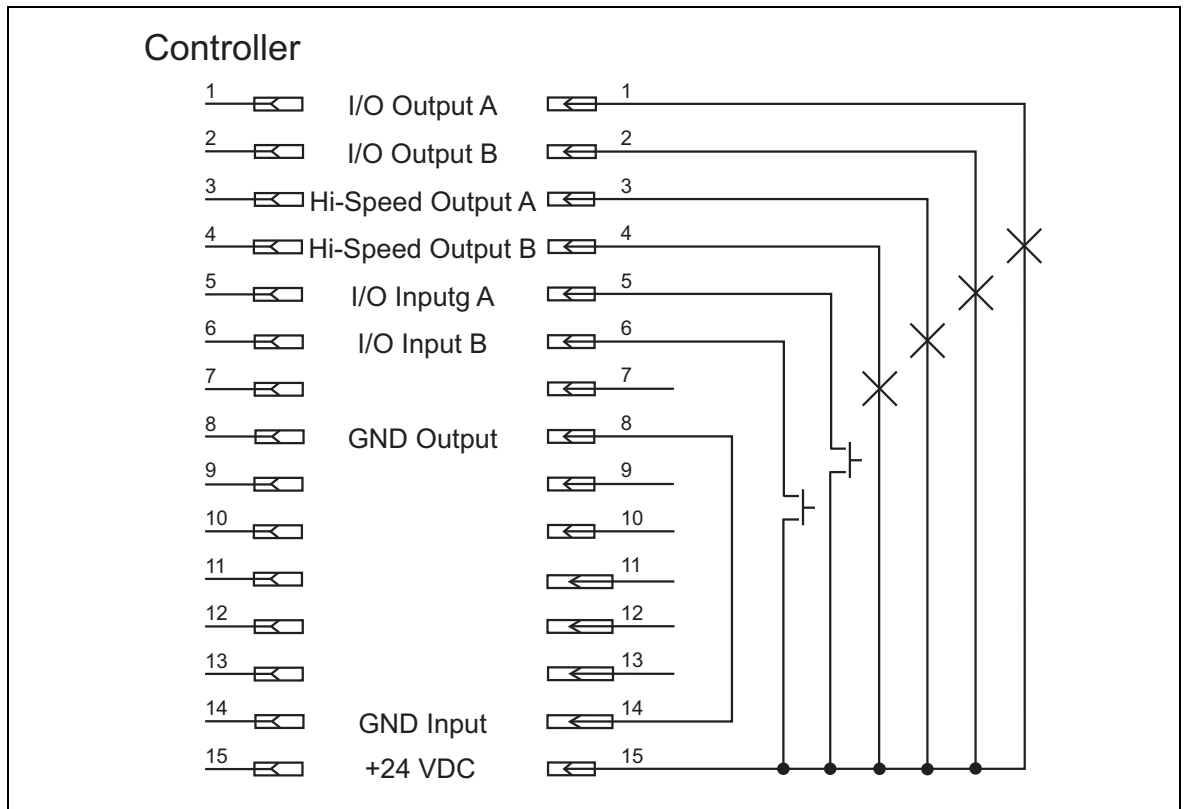 Controller
1 I/O Output A 1
2 I/O Output B 2
3 Hi-Speed Output A 3
4 Hi-Speed Output B 4
5 I/O Inputg A 5
6 I/O Input B 6
7 7
8 GND Output 8
9 9
10 10
11 11
12 12
13 13
14 GND Input 14
15 +24 VDC 15